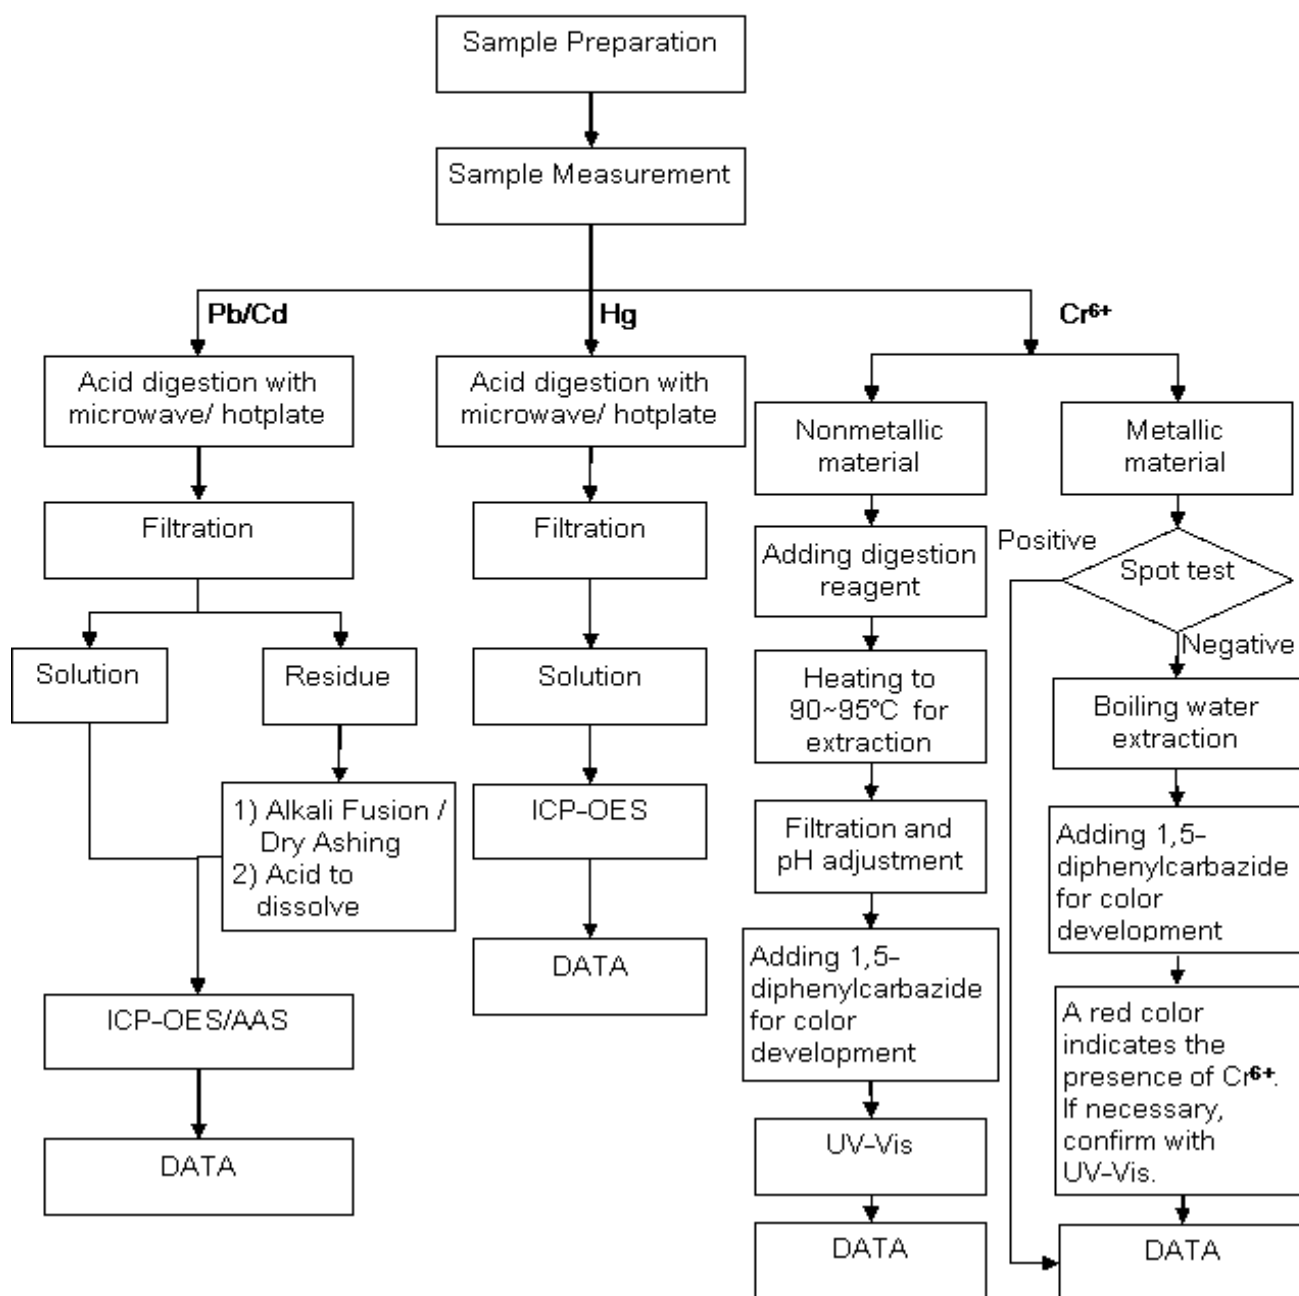 Sample Preparation
Sample Measurement
Pb/Cd
Hg
Cr⁶⁺
Acid digestion with
microwave/ hotplate
Filtration
Solution
Residue
1) Alkali Fusion /
Dry Ashing
2) Acid to
dissolve
ICP-OES/AAS
DATA
Acid digestion with
microwave/ hotplate
Filtration
Solution
ICP-OES
DATA
Nonmetallic
material
Adding digestion
reagent
Heating to
90~95°C for
extraction
Filtration and
pH adjustment
Adding 1,5-
diphenylcarbazide
for color
development
UV-Vis
DATA
Metallic
material
Positive
Spot test
Negative
Boiling water
extraction
Adding 1,5-
diphenylcarbazide
for color
development
A red color
indicates the
presence of Cr⁶⁺.
If necessary,
confirm with
UV-Vis.
DATA